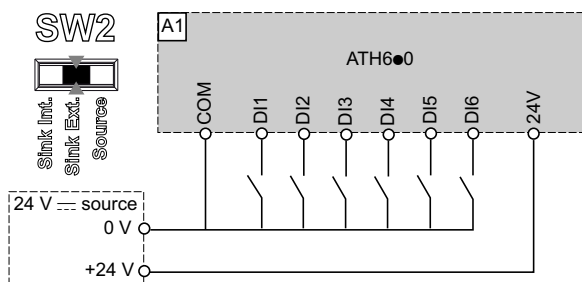 SW2
Sink Int.
Sink Ext.
Source
A1
ATH6●0
COM
DI1
DI2
DI3
DI4
DI5
DI6
24V
24 V ⎓ source
0 V
+24 V